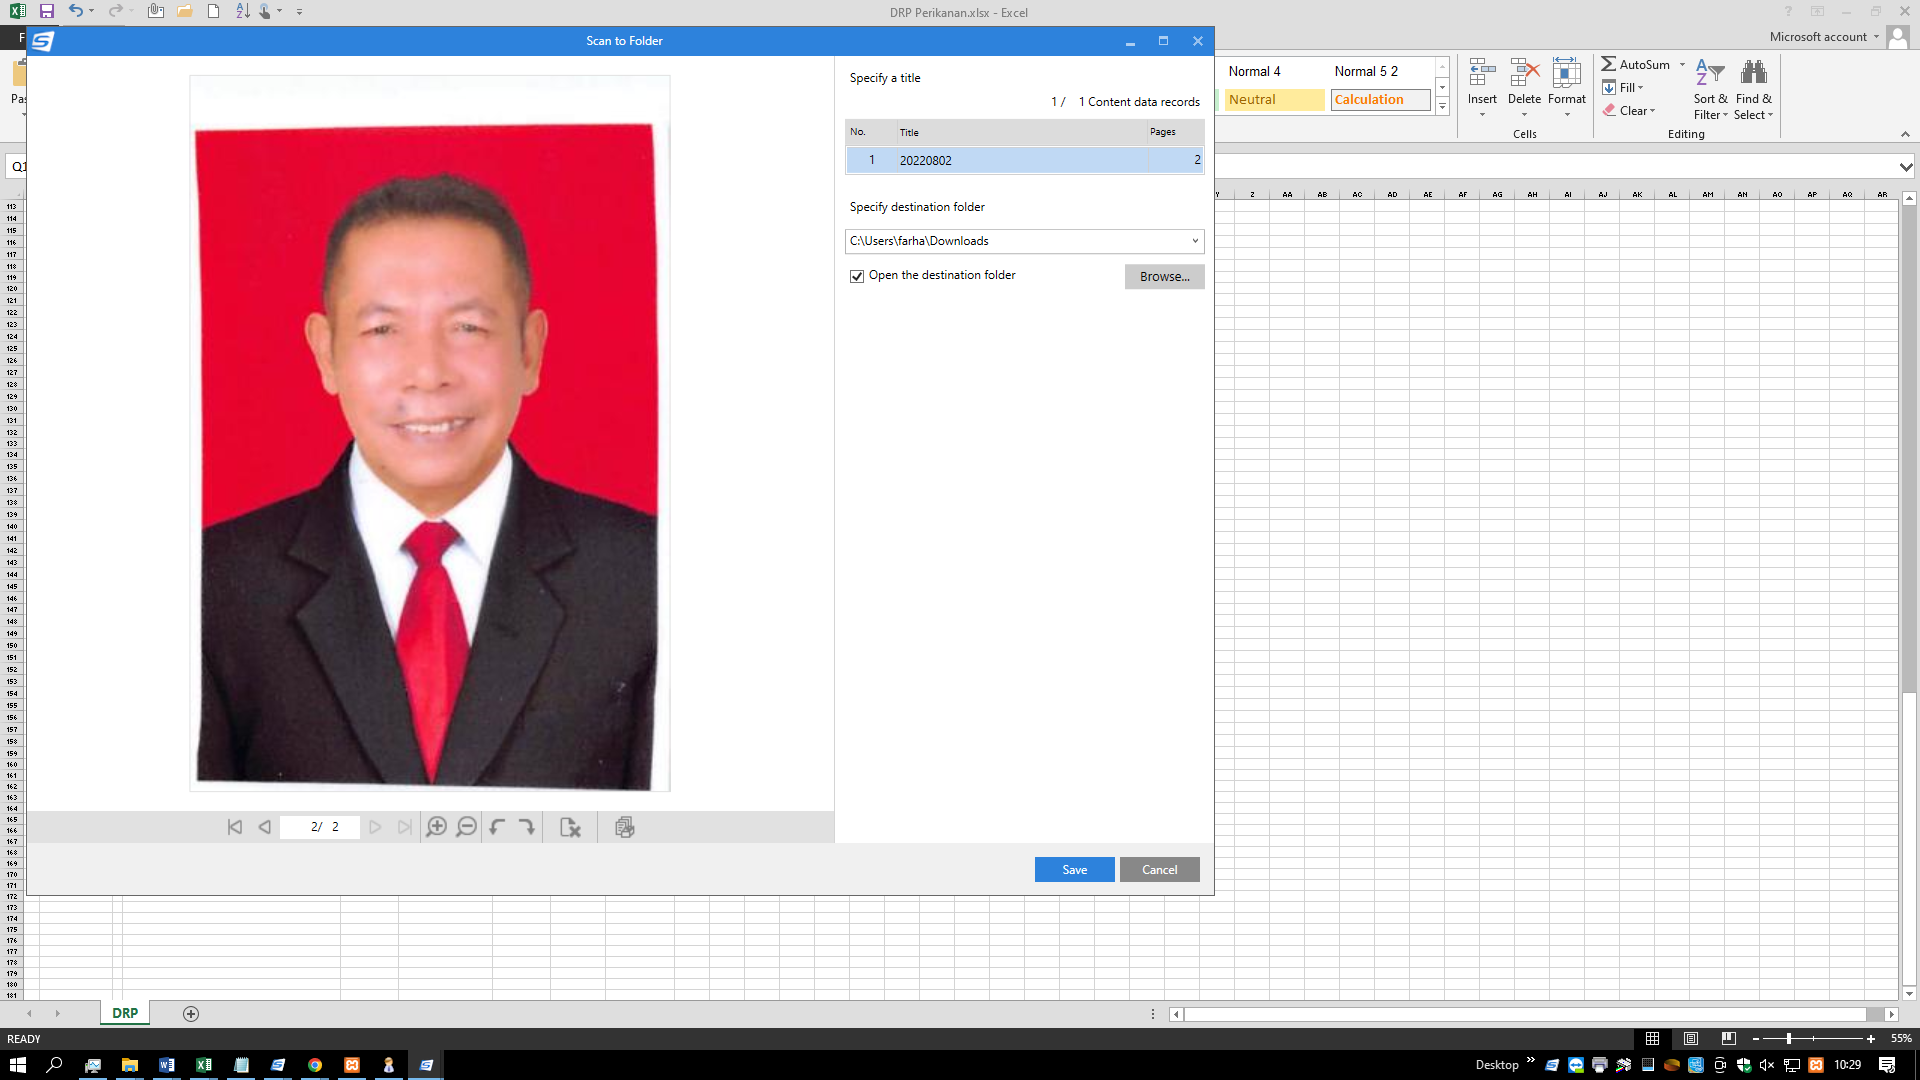 DRP Perikanan.xlsx - Excel
Microsoft account
F
Scan to Folder
Pas
Specify a title
1 / 1 Content data records
No. Title Pages
1 20220802 2
Specify destination folder
C:\Users\farha\Downloads
Open the destination folder
Browse...
Normal 4 Normal 5 2
Neutral Calculation
Insert Delete Format
Cells
AutoSum
Fill
Clear
Sort & Filter
Find & Select
Editing
Q1
Y Z AA AB AC AD AE AF AG AH AI AJ AK AL AM AN AO AP AQ AR
113
114
115
116
117
118
119
120
121
122
123
124
125
126
127
128
129
130
131
132
133
134
135
136
137
138
139
140
141
142
143
144
145
146
147
148
149
150
151
152
153
154
155
156
157
158
159
160
161
162
163
164
165
166
167
168
169
170
171
172
173
174
175
176
177
178
179
180
181
2/ 2
Save Cancel
DRP
READY
55%
Desktop
10:29